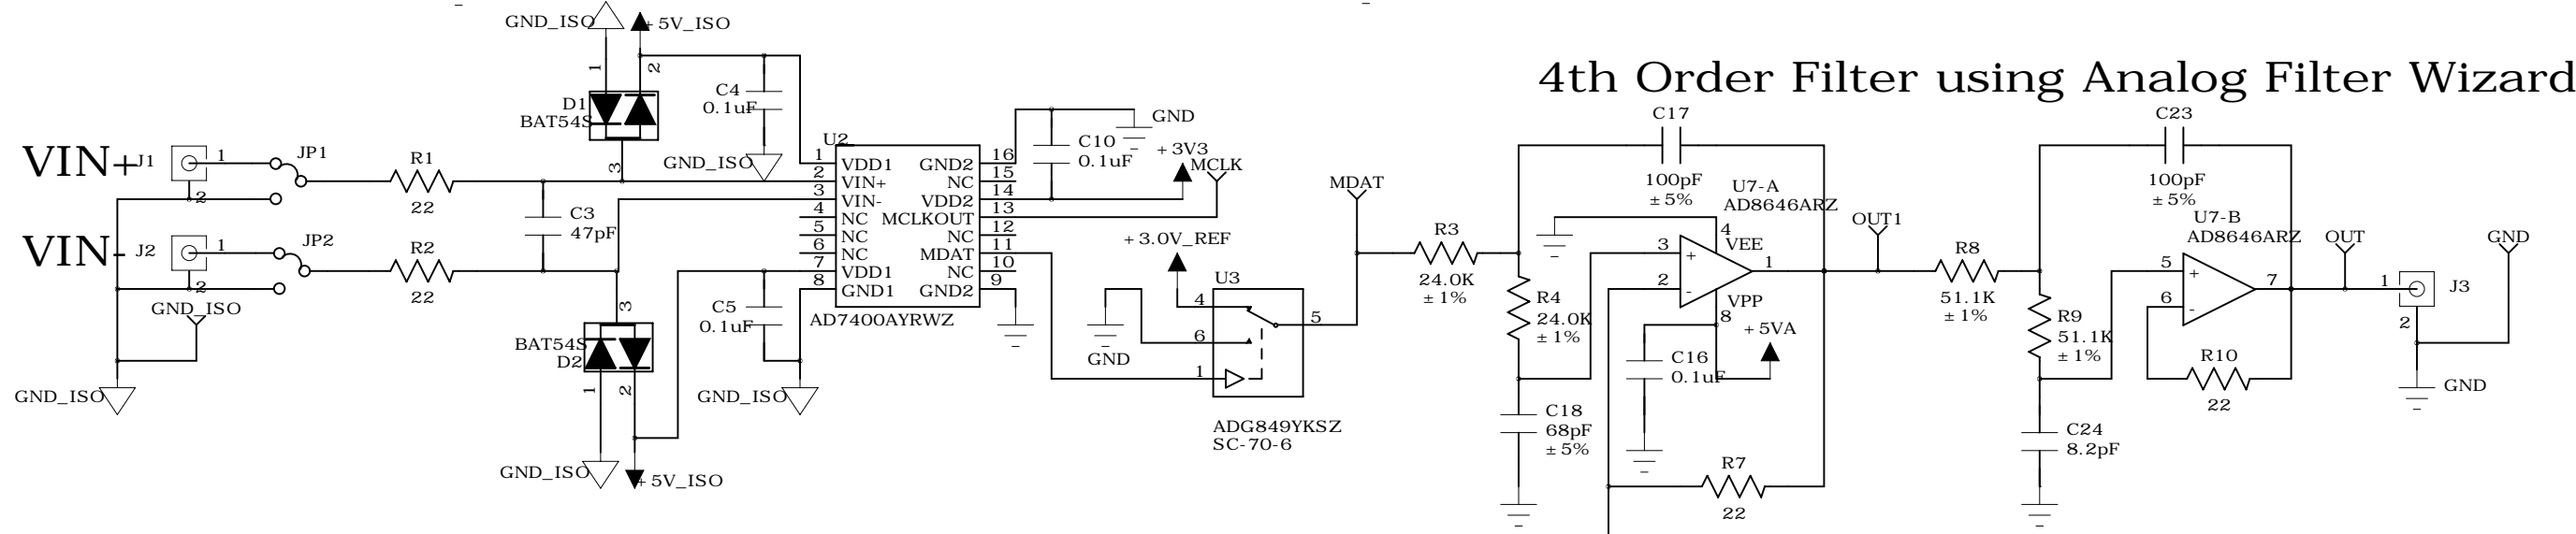 4th Order Filter using Analog Filter Wizard
GND_ISO
+5V_ISO
1
2
D1
BAT54S
3
C4
0.1uF
GND_ISO
VIN+
J1
1
2
JP1
R1
22
VIN-
J2
1
2
JP2
R2
22
GND_ISO
GND_ISO
C3
47pF
3
BAT54S
D2
1
2
GND_ISO
+5V_ISO
C5
0.1uF
GND_ISO
U2
1 VDD1
2 VIN+
3 VIN-
4 NC
5 NC
6 NC
7 VDD1
8 GND1
GND2 16
NC 15
VDD2 14
MCLKOUT 13
NC 12
MDAT 11
NC 10
GND2 9
AD7400AYRWZ
C10
0.1uF
GND
+3V3
MCLK
+3.0V_REF
GND
U3
4
6
1
5
ADG849YKSZ
SC-70-6
MDAT
R3
24.0K
±1%
R4
24.0K
±1%
C18
68pF
±5%
C17
100pF
±5%
U7-A
AD8646ARZ
3
2
+
-
4
VEE
1
VPP
8
+5VA
C16
0.1uF
R7
22
OUT1
R8
51.1K
±1%
R9
51.1K
±1%
C24
8.2pF
C23
100pF
±5%
U7-B
AD8646ARZ
5
6
+
-
7
R10
22
OUT
1
J3
2
GND
GND